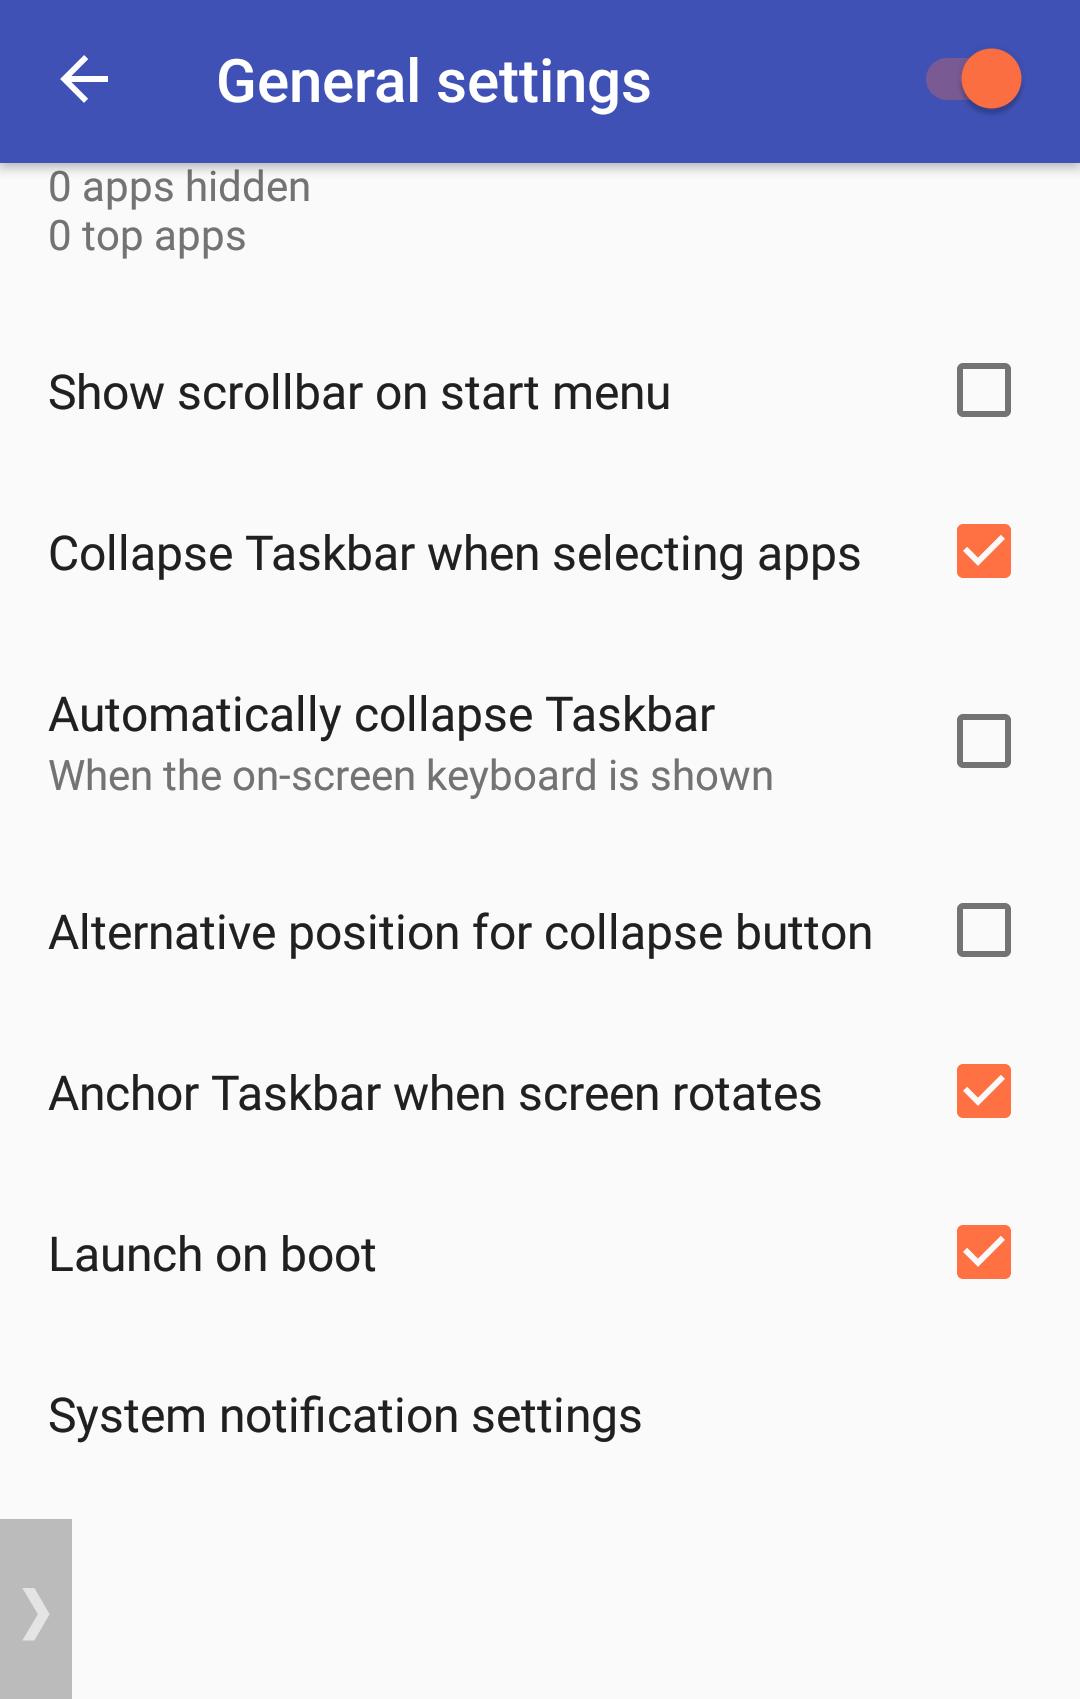 General settings
0 apps hidden
0 top apps
Show scrollbar on start menu
Collapse Taskbar when selecting apps
Automatically collapse Taskbar
When the on-screen keyboard is shown
Alternative position for collapse button
Anchor Taskbar when screen rotates
Launch on boot
System notification settings